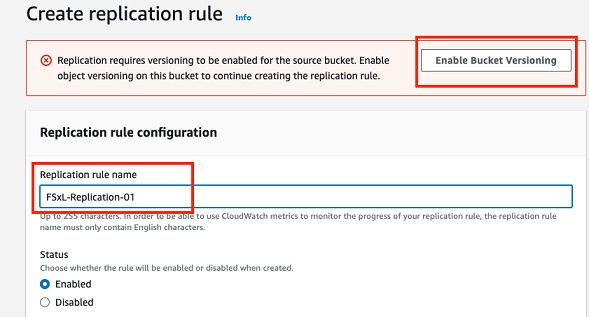 Create replication rule Info
Replication requires versioning to be enabled for the source bucket. Enable
object versioning on this bucket to continue creating the replication rule.
Enable Bucket Versioning
Replication rule configuration
Replication rule name
FSxL-Replication-01
Up to 255 characters. In order to be able to use CloudWatch metrics to monitor the progress of your replication rule, the replication rule
name must only contain English characters.
Status
Choose whether the rule will be enabled or disabled when created.
Enabled
Disabled